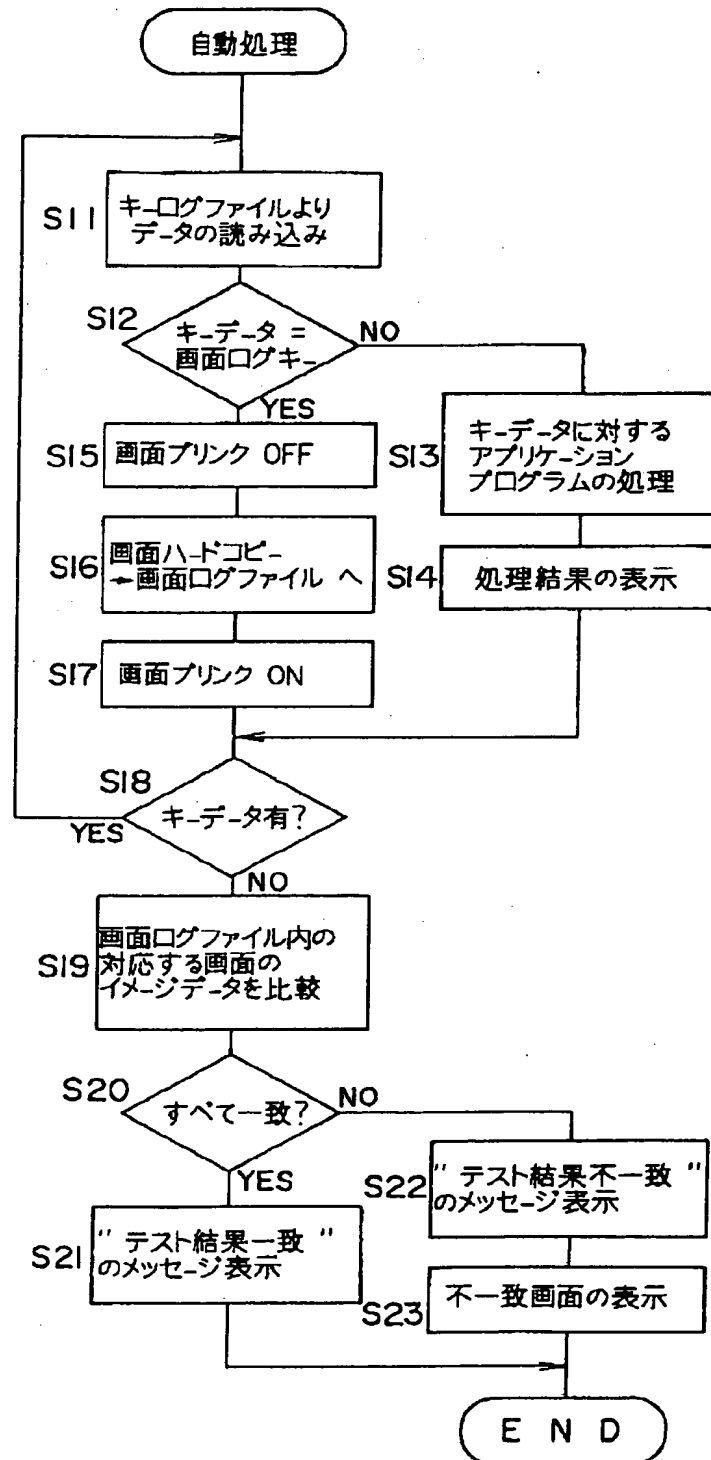 自動処理
S11
キーログファイルより
データの読み込み
S12
キーデータ =
画面ログキー
NO
YES
S15
画面ブリンク OFF
S13
キーデータに対する
アプリケーション
プログラムの処理
S16
画面ハードコピー
→画面ログファイル へ
S14
処理結果の表示
S17
画面ブリンク ON
S18
キーデータ有?
YES
NO
S19
画面ログファイル内の
対応する画面の
イメージデータを比較
S20
すべて一致?
NO
YES
S22
" テスト結果不一致 "
のメッセージ表示
S21
" テスト結果一致 "
のメッセージ表示
S23
不一致画面の表示
E N D